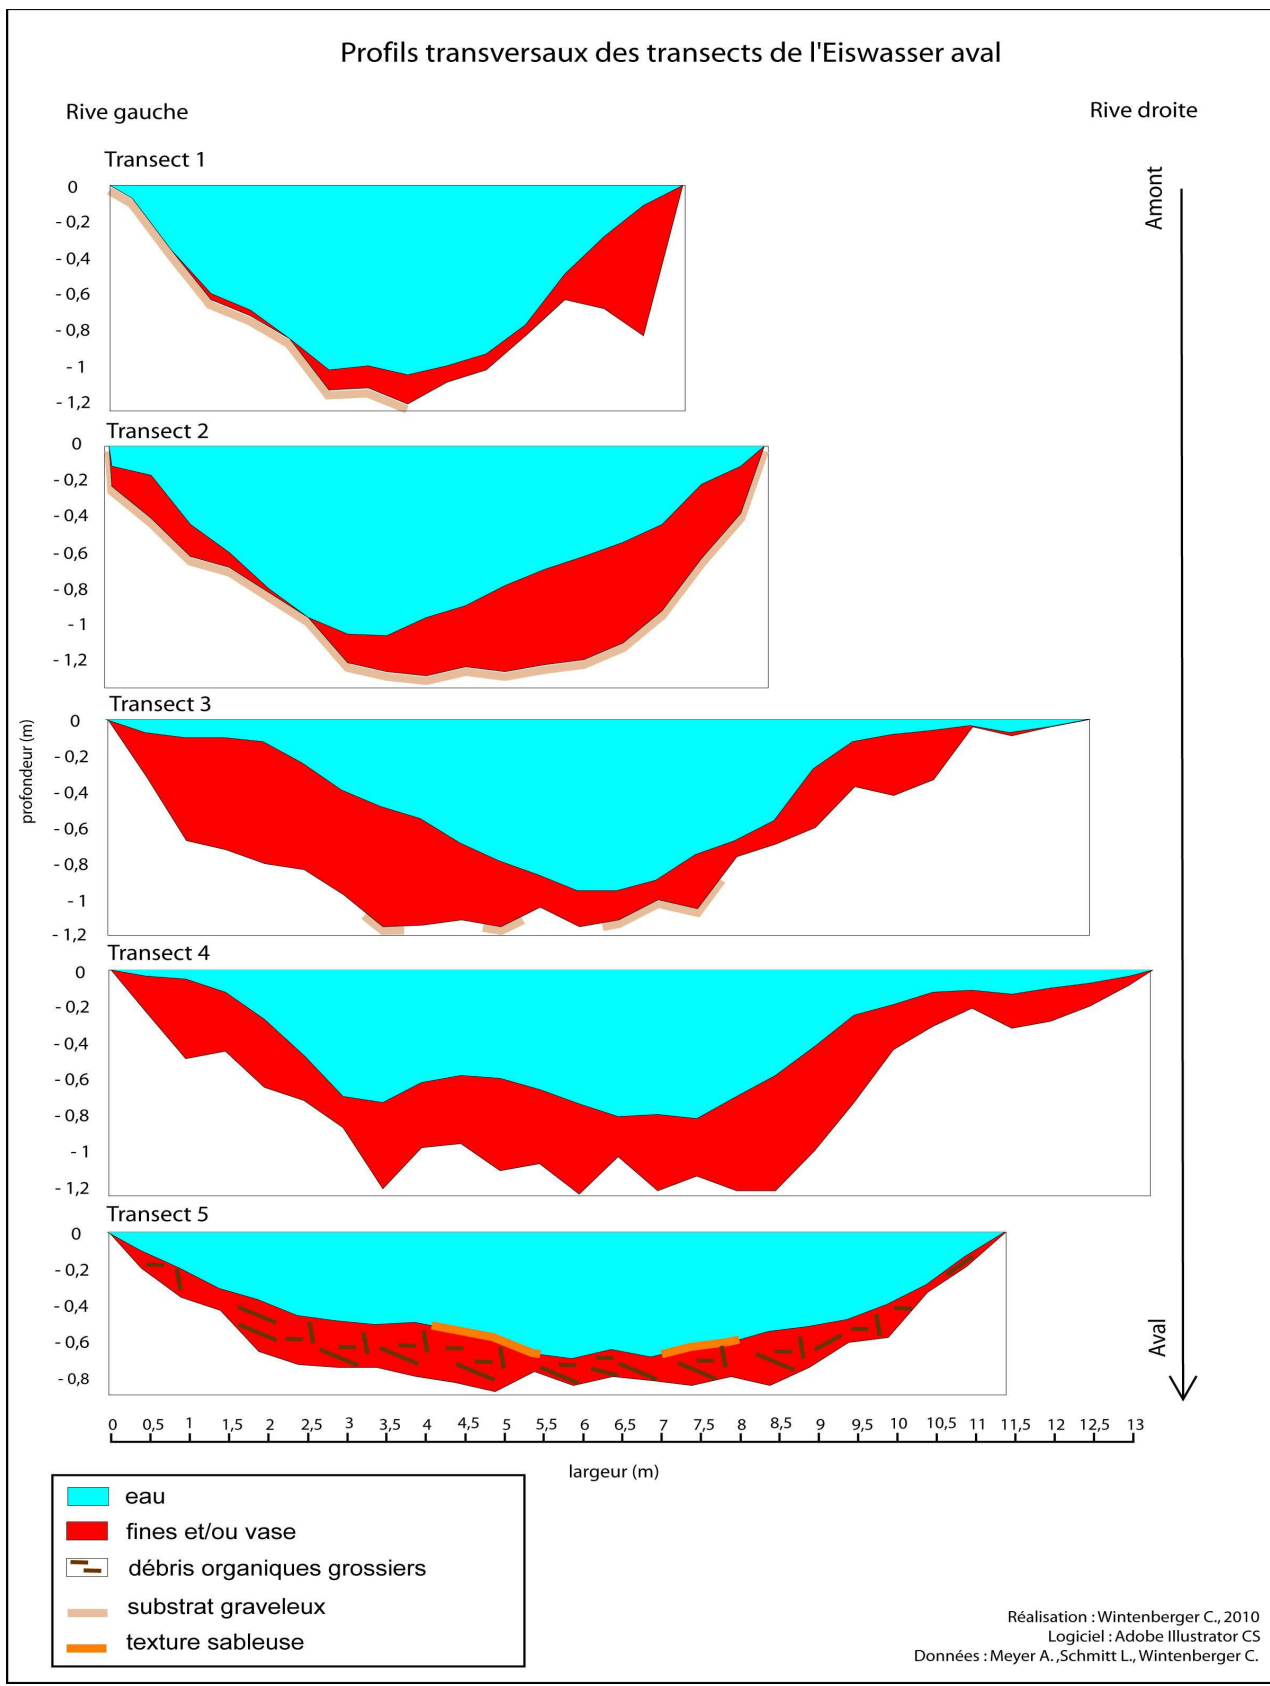 Profils transversaux des transects de l'Eiswasser aval
Rive gauche
Rive droite
Amont
Transect 1
0
- 0,2
- 0,4
- 0,6
- 0,8
- 1
- 1,2
Transect 2
0
- 0,2
- 0,4
- 0,6
- 0,8
- 1
- 1,2
Transect 3
profondeur (m)
0
- 0,2
- 0,4
- 0,6
- 0,8
- 1
- 1,2
Transect 4
0
- 0,2
- 0,4
- 0,6
- 0,8
- 1
- 1,2
Transect 5
0
- 0,2
- 0,4
- 0,6
- 0,8
Aval
0 0,5 1 1,5 2 2,5 3 3,5 4 4,5 5 5,5 6 6,5 7 7,5 8 8,5 9 9,5 10 10,5 11 11,5 12 12,5 13
largeur (m)
eau
fines et/ou vase
débris organiques grossiers
substrat graveleux
texture sableuse
Réalisation : Wintenberger C., 2010
Logiciel : Adobe Illustrator CS
Données : Meyer A. ,Schmitt L., Wintenberger C.